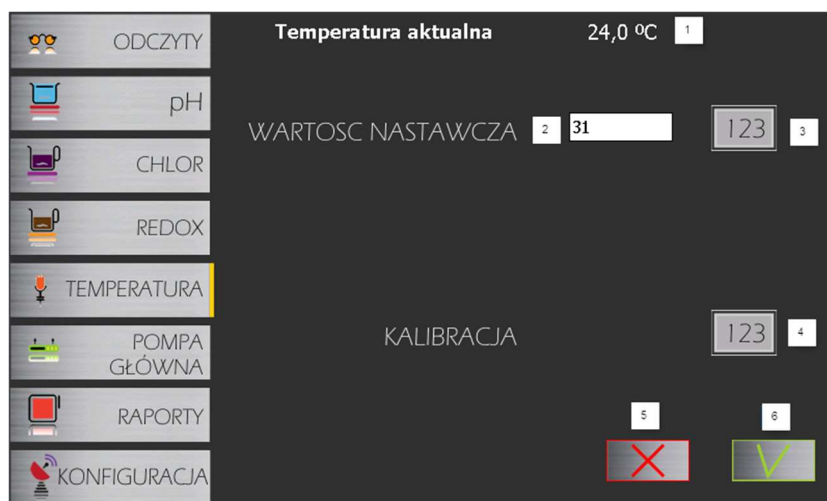 ODCZYTY
pH
CHLOR
REDOX
TEMPERATURA
POMPA
GŁÓWNA
RAPORTY
KONFIGURACJA
Temperatura aktualna 24,0 ºC 1
WARTOSC NASTAWCZA 2 31 123 3
KALIBRACJA 123 4
5 6